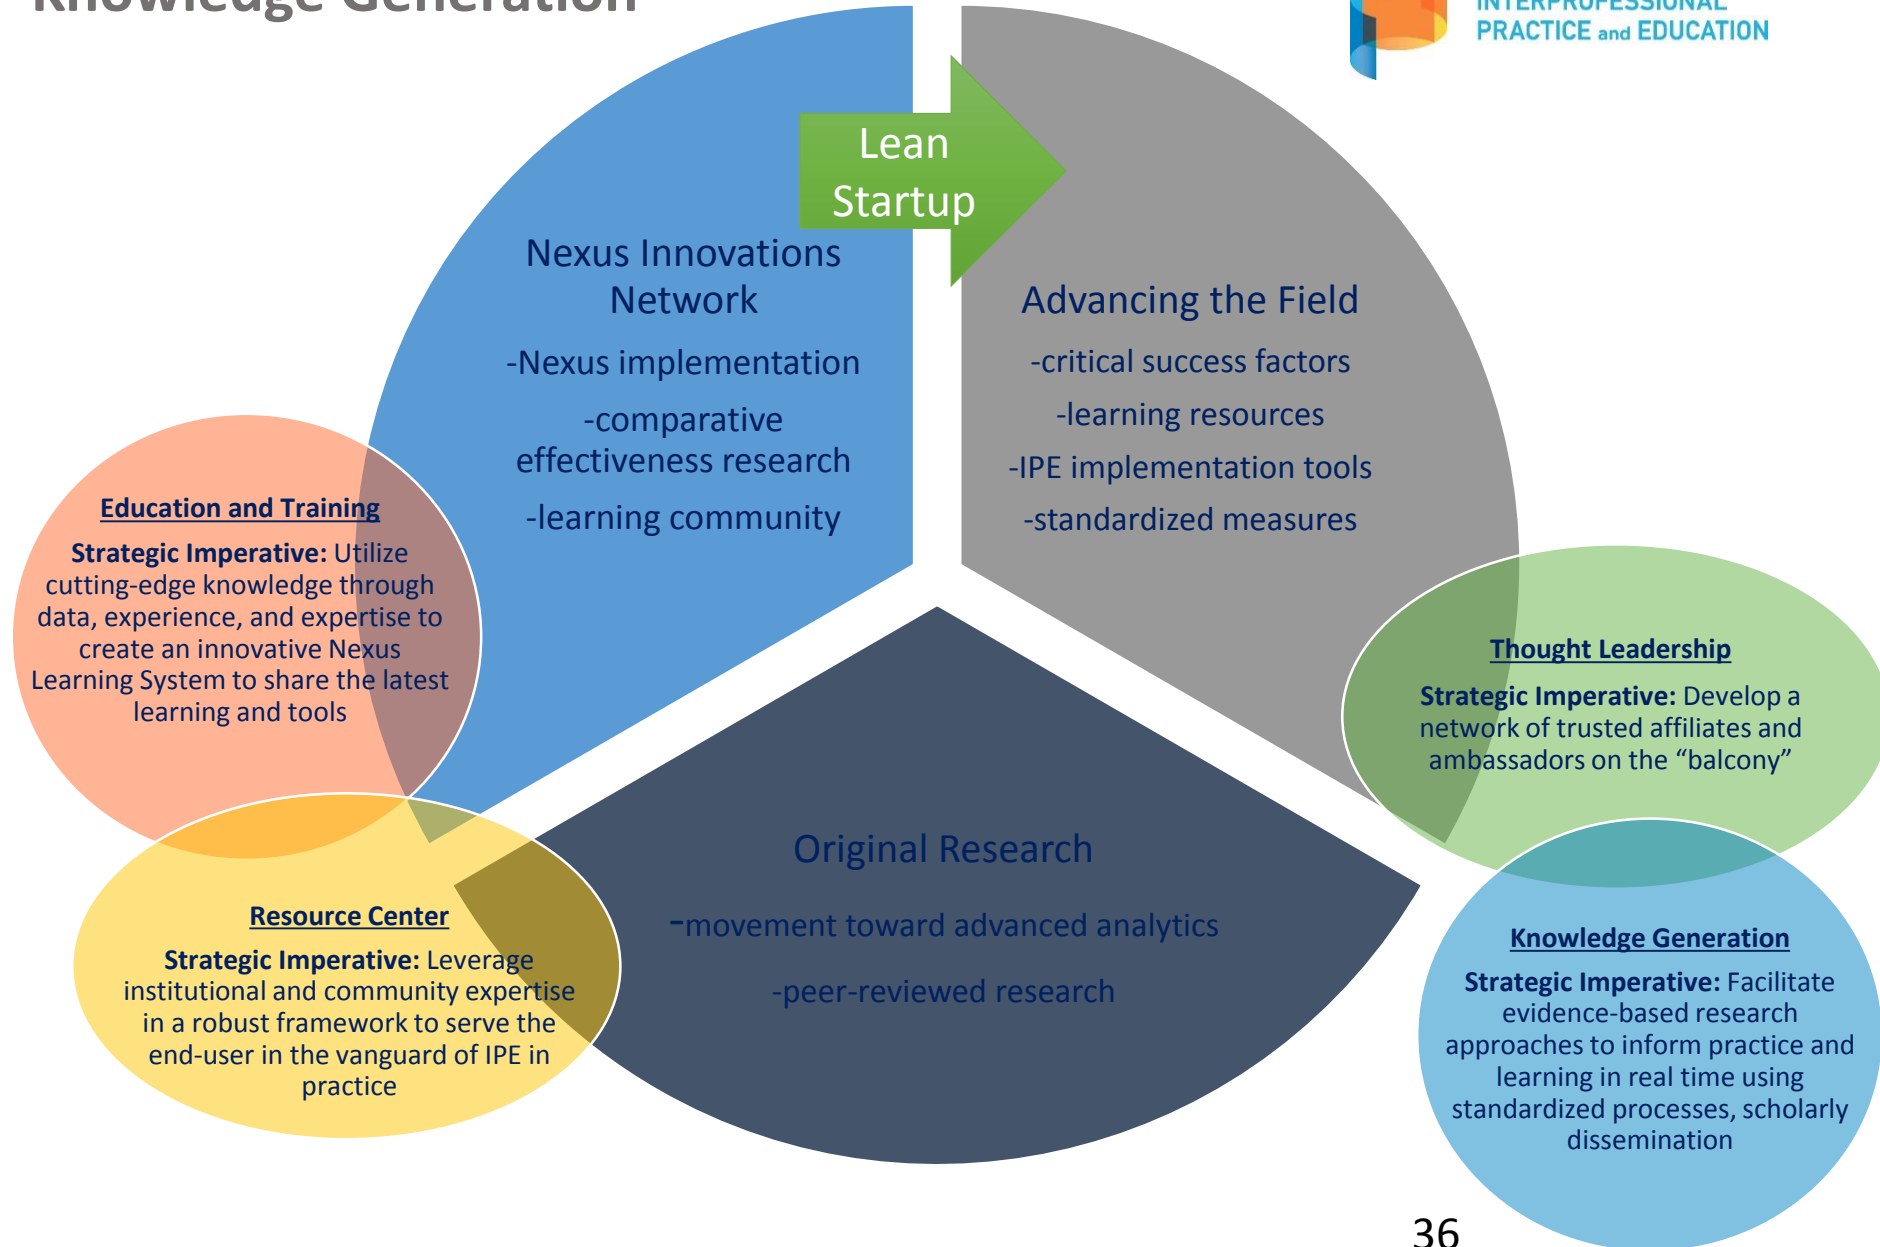 Knowledge Generation
INTERPROFESSIONAL
PRACTICE and EDUCATION
Lean
Startup
Nexus Innovations
Network
-Nexus implementation
-comparative
effectiveness research
-learning community
Advancing the Field
-critical success factors
-learning resources
-IPE implementation tools
-standardized measures
Education and Training
Strategic Imperative: Utilize
cutting-edge knowledge through
data, experience, and expertise to
create an innovative Nexus
Learning System to share the latest
learning and tools
Thought Leadership
Strategic Imperative: Develop a
network of trusted affiliates and
ambassadors on the “balcony”
Original Research
-movement toward advanced analytics
-peer-reviewed research
Resource Center
Strategic Imperative: Leverage
institutional and community expertise
in a robust framework to serve the
end-user in the vanguard of IPE in
practice
Knowledge Generation
Strategic Imperative: Facilitate
evidence-based research
approaches to inform practice and
learning in real time using
standardized processes, scholarly
dissemination
36